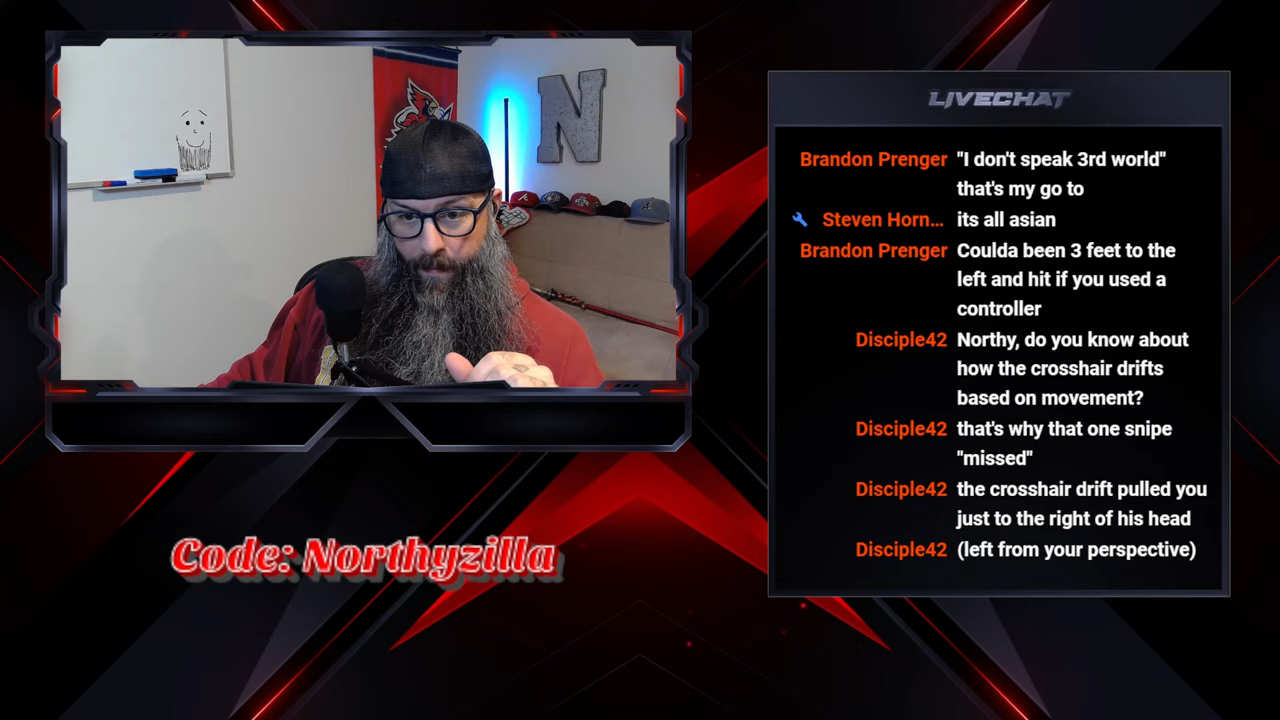 N
LIVECHAT
Brandon Prenger "I don't speak 3rd world"
that's my go to
Steven Horn... its all asian
Brandon Prenger Coulda been 3 feet to the
left and hit if you used a
controller
Disciple42 Northy, do you know about
how the crosshair drifts
based on movement?
Disciple42 that's why that one snipe
"missed"
Disciple42 the crosshair drift pulled you
just to the right of his head
Disciple42 (left from your perspective)
Code: Northyzilla